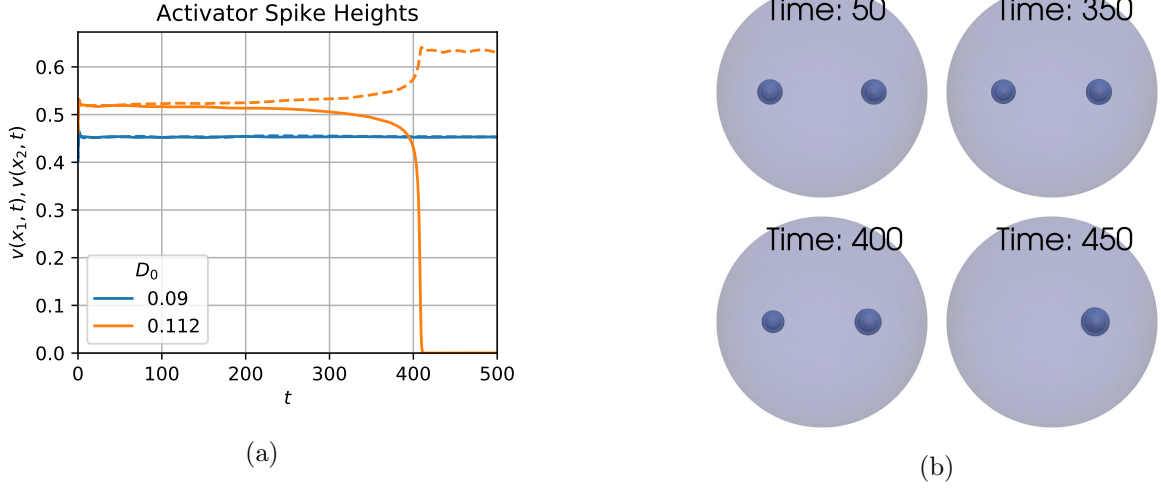 Activator Spike Heights
v(x₁, t), v(x₂, t)
0.6
0.5
0.4
0.3
0.2
0.1
0.0
D₀
0.09
0.112
0
100
200
300
400
500
t
(a)
Time: 50
Time: 350
Time: 400
Time: 450
(b)